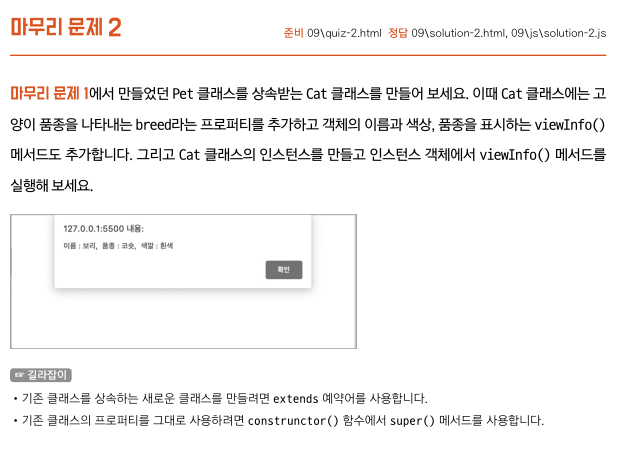 마무리 문제 2
준비 09\quiz-2.html 정답 09\solution-2.html, 09\js\solution-2.js
마무리 문제 1에서 만들었던 Pet 클래스를 상속받는 Cat 클래스를 만들어 보세요. 이때 Cat 클래스에는 고
양이 품종을 나타내는 breed라는 프로퍼티를 추가하고 객체의 이름과 색상, 품종을 표시하는 viewInfo()
메서드도 추가합니다. 그리고 Cat 클래스의 인스턴스를 만들고 인스턴스 객체에서 viewInfo() 메서드를
실행해 보세요.
127.0.0.1:5500 내용:
이름 : 보리, 품종 : 코숏, 색깔 : 흰색
확인
☞ 길라잡이
• 기존 클래스를 상속하는 새로운 클래스를 만들려면 extends 예약어를 사용합니다.
• 기존 클래스의 프로퍼티를 그대로 사용하려면 construnctor() 함수에서 super() 메서드를 사용합니다.